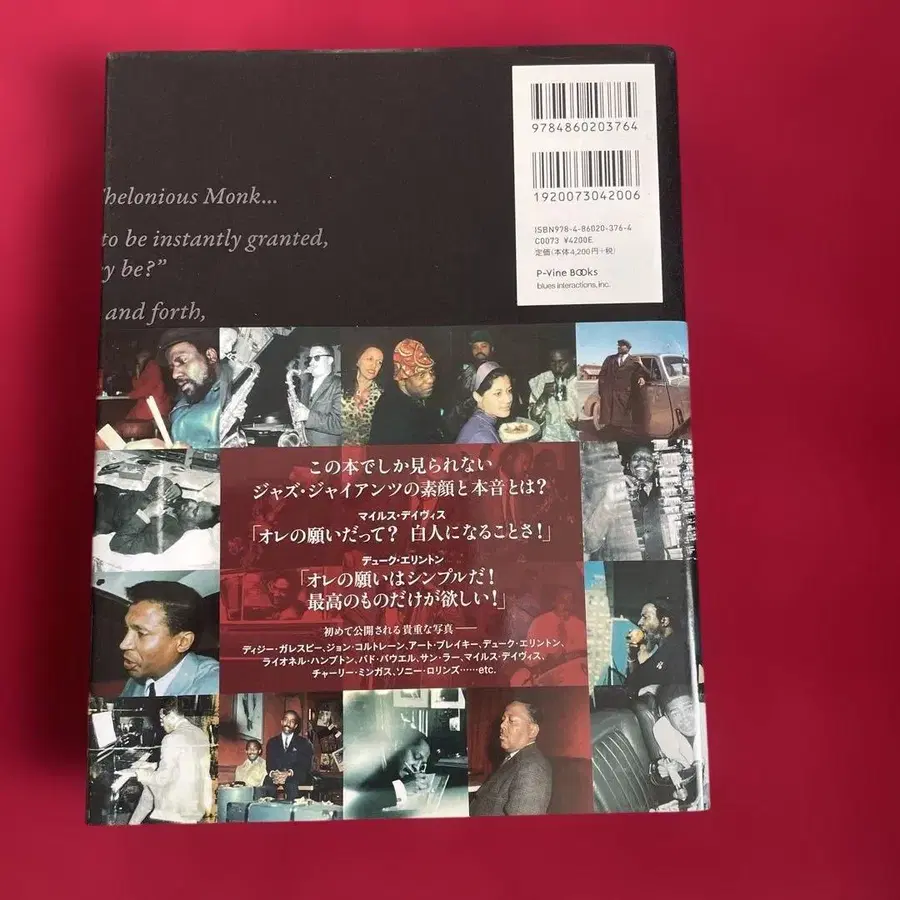 9784860203764
1920073042006
ISBN978-4-86020-376-4
C0073 ¥4200E
定価(本体4,200円+税)
P-Vine BOOks
blues interactions, inc.
helonious Monk...
to be instantly granted,
y be?”
and forth,
この本でしか見られない
ジャズ・ジャイアンツの素顔と本音とは?
マイルス・デイヴィス
「オレの願いだって? 白人になることさ!」
デューク・エリントン
「オレの願いはシンプルだ!
最高のものだけが欲しい!」
初めて公開される貴重な写真——
ディジー・ガレスピー、ジョン・コルトレーン、アート・ブレイキー、デューク・エリントン、
ライオネル・ハンプトン、バド・パウエル、サン・ラー、マイルス・デイヴィス、
チャーリー・ミンガス、ソニー・ロリンズ……etc.